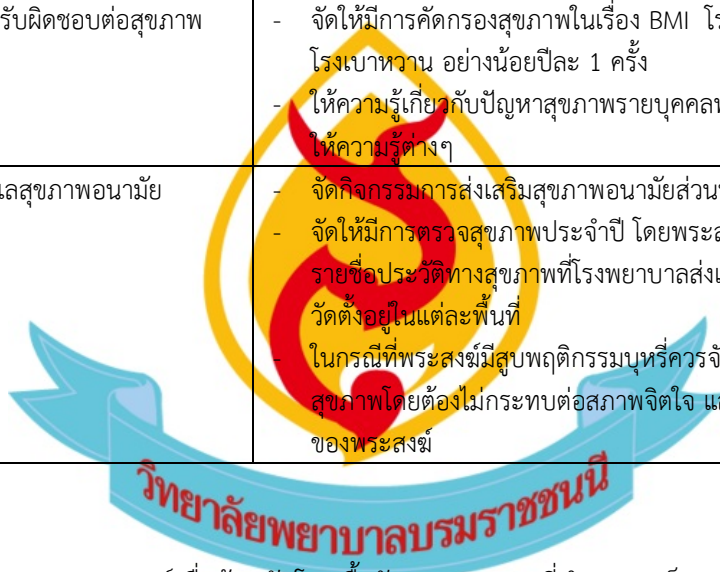 รับผิดชอบต่อสุขภาพ
- จัดให้มีการคัดกรองสุขภาพในเรื่อง BMI
โรงเบาหวาน อย่างน้อยปีละ 1 ครั้ง
- ให้ความรู้เกี่ยวกับปัญหาสุขภาพรายบุคคล
ให้ความรู้ต่างๆ
สุขภาพอนามัย
- จัดกิจกรรมการส่งเสริมสุขภาพอนามัยส่วน
- จัดให้มีการตรวจสุขภาพประจำปี โดยพระ
รายชื่อประวัติทางสุขภาพที่โรงพยาบาลส่ง
วัดตั้งอยู่ในแต่ละพื้นที่
- ในกรณีที่พระสงฆ์มีสูบพฤติกรรมบุหรี่ควร
สุขภาพโดยต้องไม่กระทบต่อสภาพจิตใจ
ของพระสงฆ์
วิทยาลัยพยาบาลบรมราชชนนี